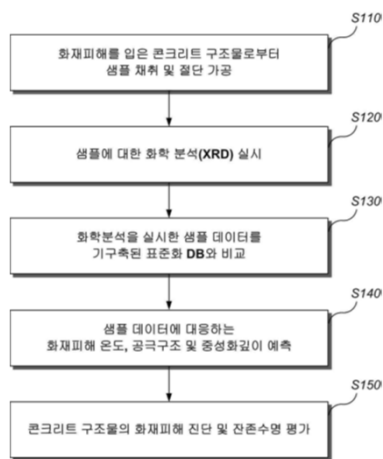 S110
화재피해를 입은 콘크리트 구조물로부터
샘플 채취 및 절단 가공
S120
샘플에 대한 화학 분석(XRD) 실시
S130
화학분석을 실시한 샘플 데이터를
기구축된 표준화 DB와 비교
S140
샘플 데이터에 대응하는
화재피해 온도, 공극구조 및 중성화깊이 예측
S150
콘크리트 구조물의 화재피해 진단 및 잔존수명 평가